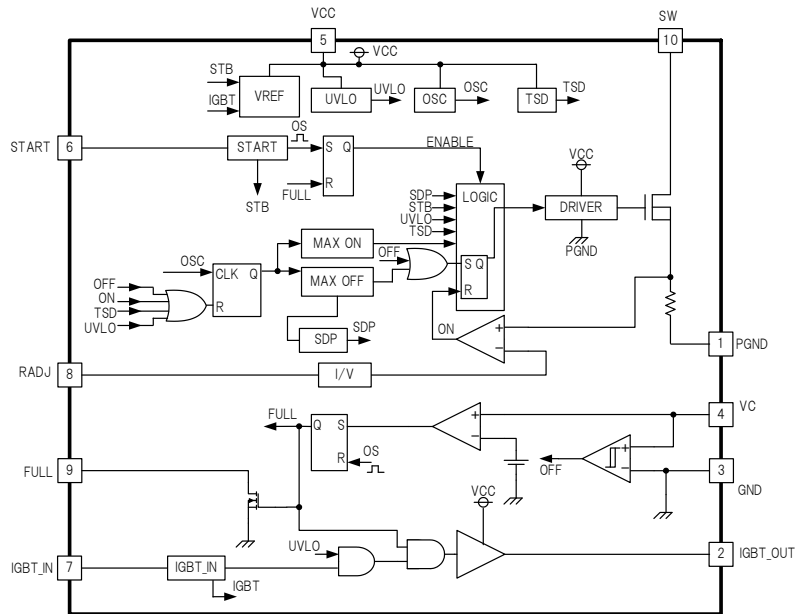 VCC
SW
5
10
VCC
STB
IGBT
VREF
UVLO
UVLO
OSC
OSC
TSD
TSD
START
6
START
OS
S
Q
R
ENABLE
FULL
STB
VCC
SDP
STB
UVLO
TSD
LOGIC
DRIVER
PGND
OSC
CLK
Q
R
MAX ON
MAX OFF
OFF
S
Q
R
OFF
ON
TSD
UVLO
SDP
SDP
ON
+
−
1
PGND
RADJ
8
I/V
FULL
Q
S
R
OS
+
−
4
VC
OFF
+
−
3
GND
FULL
9
VCC
UVLO
2
IGBT_OUT
IGBT_IN
7
IGBT_IN
IGBT